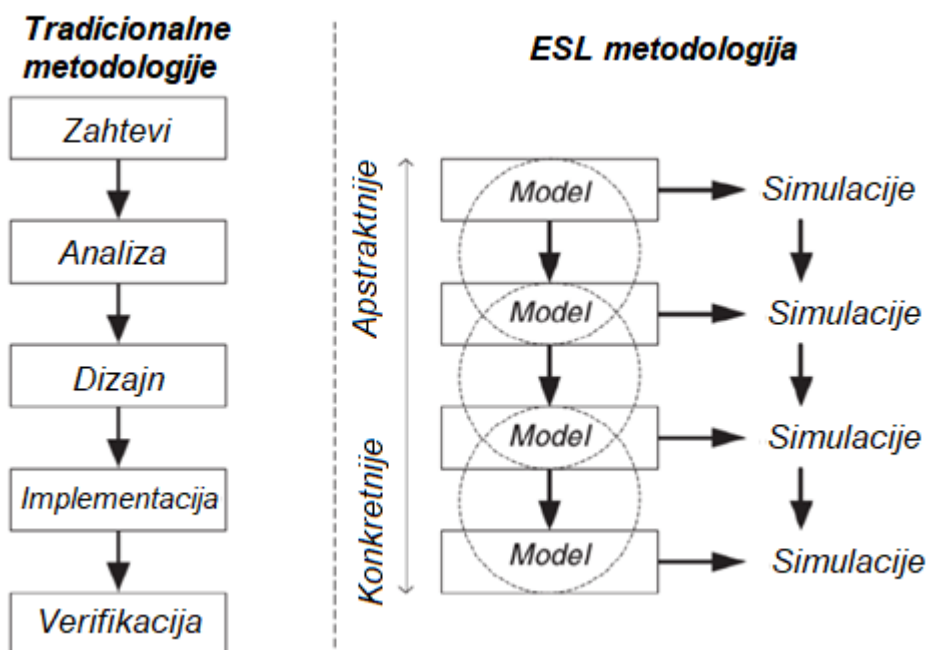 Tradicionalne
metodologije
Zahtevi
Analiza
Dizajn
Implementacija
Verifikacija
ESL metodologija
Apstraktnije
Konkretnije
Model
Simulacije
Model
Simulacije
Model
Simulacije
Model
Simulacije